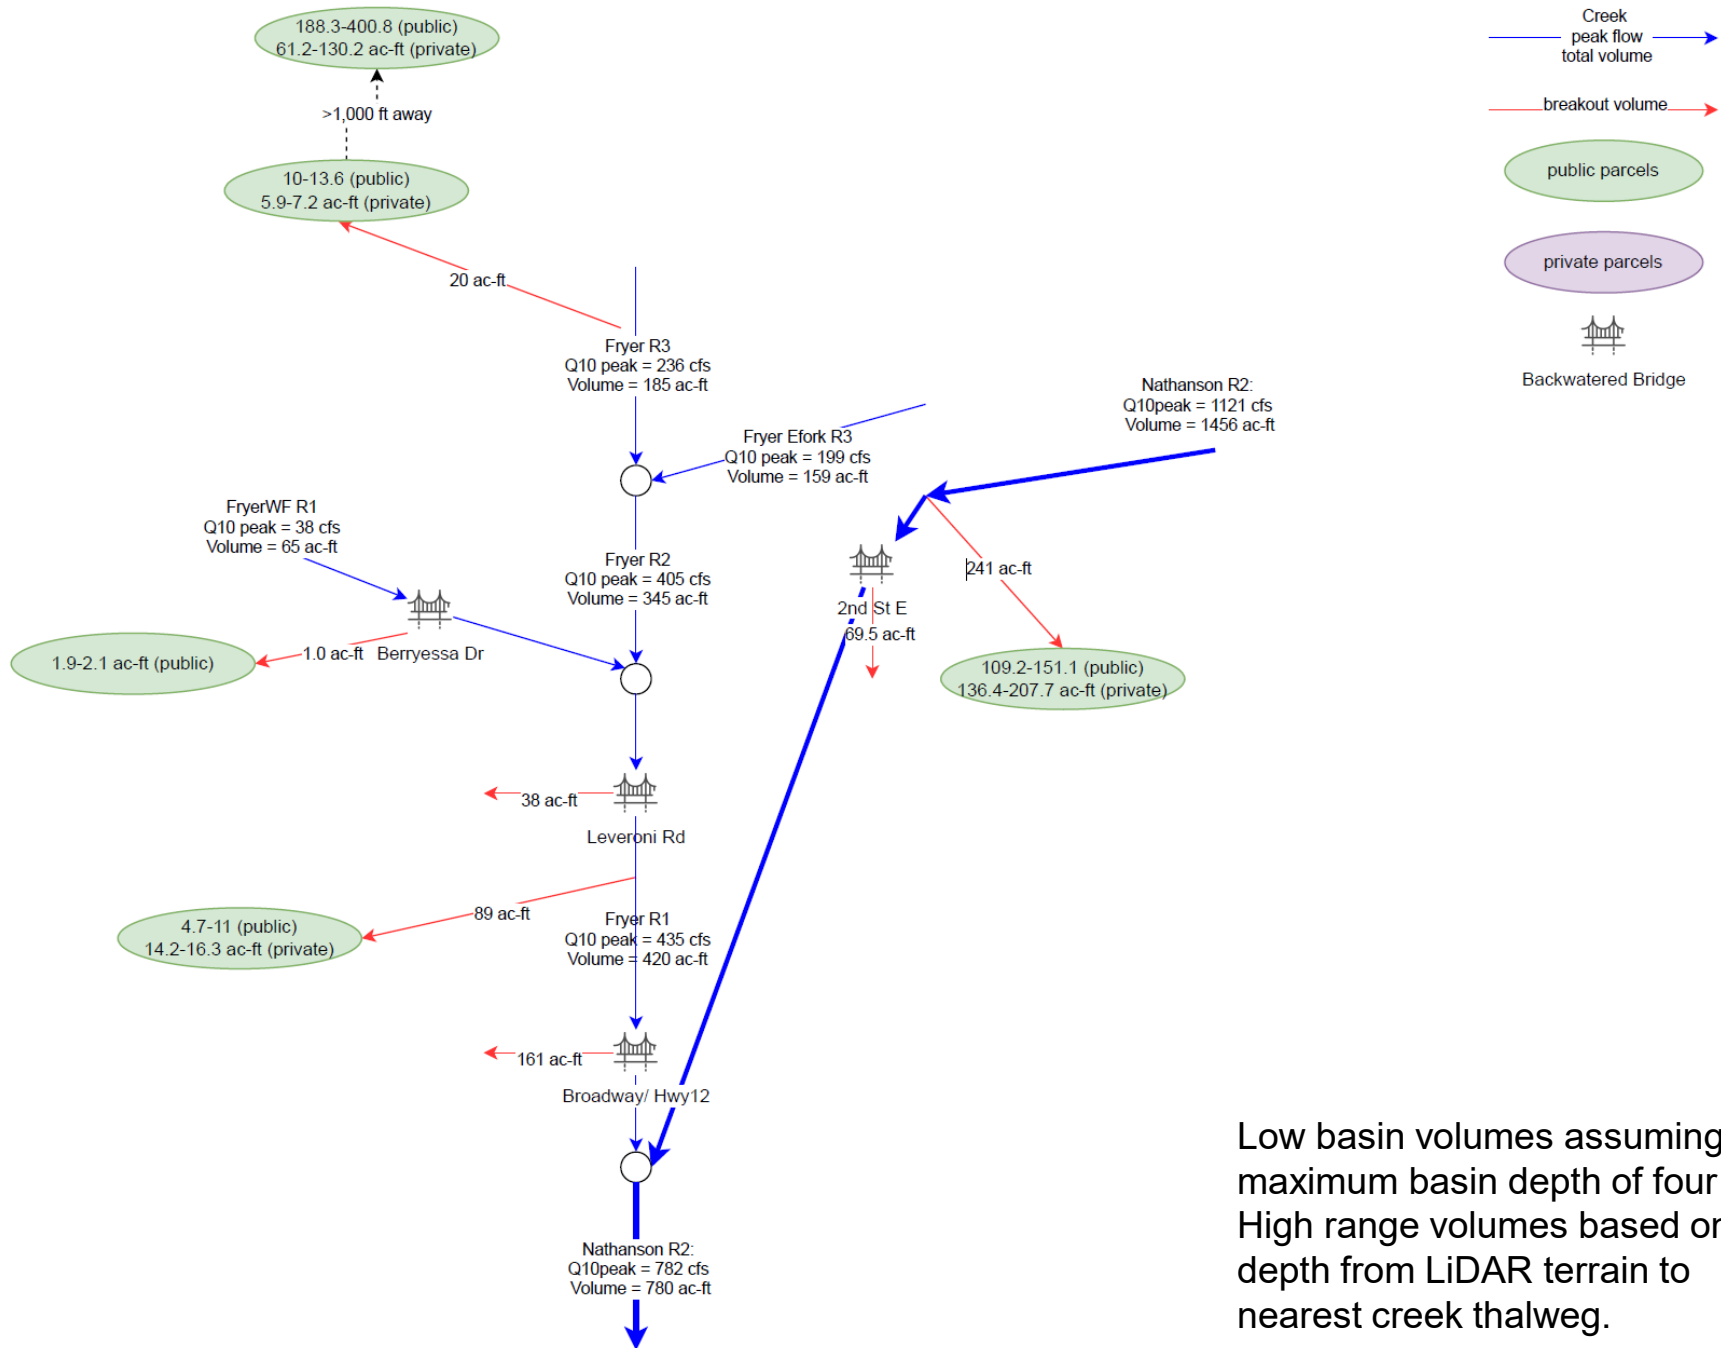 188.3-400.8 (public)
61.2-130.2 ac-ft (private)
>1,000 ft away
10-13.6 (public)
5.9-7.2 ac-ft (private)
20 ac-ft
Fryer R3
Q10 peak = 236 cfs
Volume = 185 ac-ft
Creek
peak flow
total volume
breakout volume
public parcels
private parcels
Backwatered Bridge
Nathanson R2:
Q10peak = 1121 cfs
Volume = 1456 ac-ft
Fryer Efork R3
Q10 peak = 199 cfs
Volume = 159 ac-ft
FryerWF R1
Q10 peak = 38 cfs
Volume = 65 ac-ft
Fryer R2
Q10 peak = 405 cfs
Volume = 345 ac-ft
241 ac-ft
2nd St E
69.5 ac-ft
1.9-2.1 ac-ft (public)
1.0 ac-ft
Berryessa Dr
109.2-151.1 (public)
136.4-207.7 ac-ft (private)
38 ac-ft
Leveroni Rd
89 ac-ft
4.7-11 (public)
14.2-16.3 ac-ft (private)
Fryer R1
Q10 peak = 435 cfs
Volume = 420 ac-ft
161 ac-ft
Broadway/ Hwy12
Nathanson R2:
Q10peak = 782 cfs
Volume = 780 ac-ft
Low basin volumes assuming
maximum basin depth of four
High range volumes based on
depth from LiDAR terrain to
nearest creek thalweg.